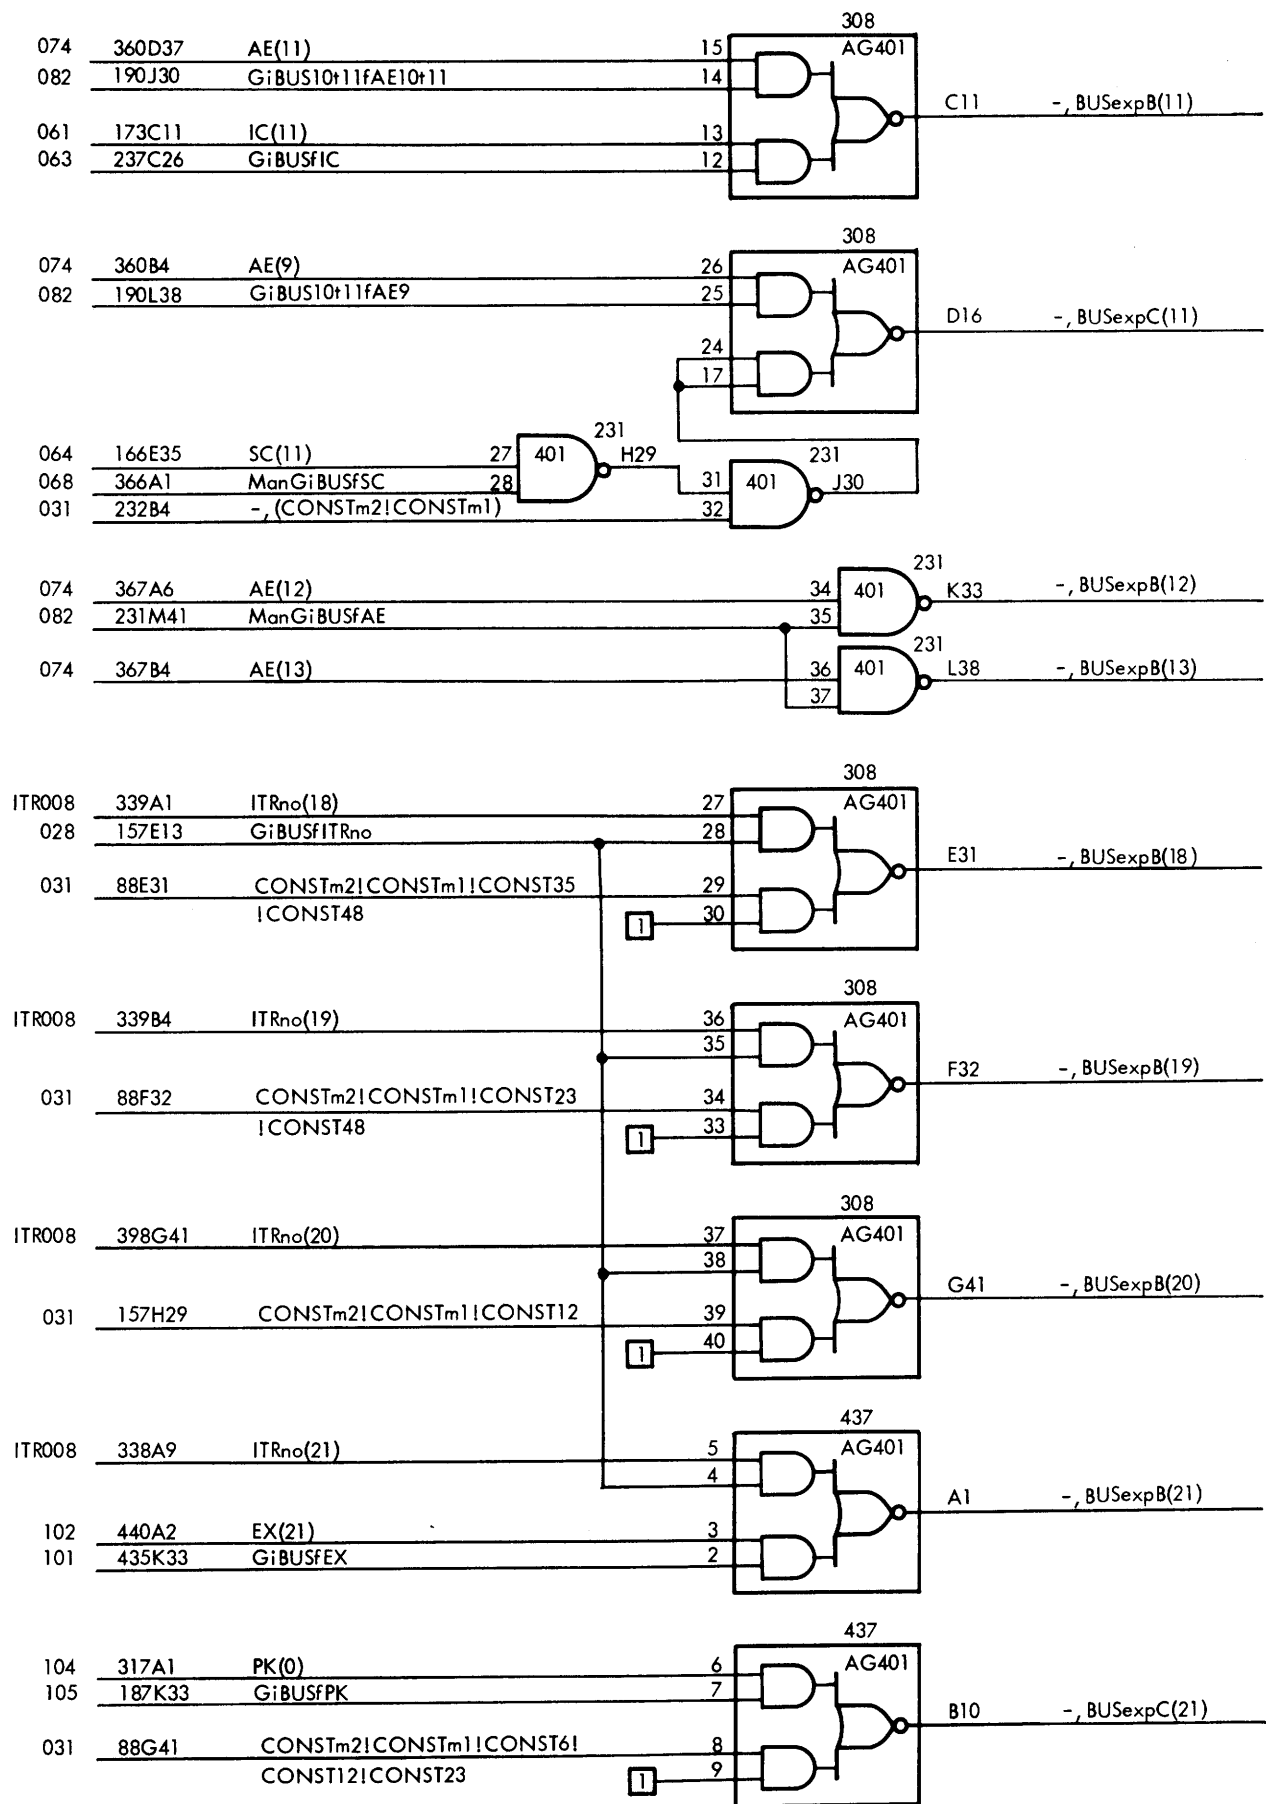 308
074 360D37 AE(11) 15 AG401
082 190J30 GiBUS10t11fAE10t11 14
C11 -,BUSexpB(11)
061 173C11 IC(11) 13
063 237C26 GiBUSfIC 12
308
074 360B4 AE(9) 26 AG401
082 190L38 GiBUS10t11fAE9 25
D16 -,BUSexpC(11)
24
17
231
064 166E35 SC(11) 27 401 H29 231
068 366A1 ManGiBUSfSC 28 31 401 J30
031 232B4 -,(CONSTm2!CONSTm1) 32
231
074 367A6 AE(12) 34 401 K33 -,BUSexpB(12)
082 231M41 ManGiBUSfAE 35
231
074 367B4 AE(13) 36 401 L38 -,BUSexpB(13)
37
308
ITR008 339A1 ITRno(18) 27 AG401
028 157E13 GiBUSfITRno 28
E31 -,BUSexpB(18)
031 88E31 CONSTm2!CONSTm1!CONST35 29
!CONST48 1 30
308
ITR008 339B4 ITRno(19) 36 AG401
35
F32 -,BUSexpB(19)
031 88F32 CONSTm2!CONSTm1!CONST23 34
!CONST48 1 33
308
ITR008 398G41 ITRno(20) 37 AG401
38
G41 -,BUSexpB(20)
031 157H29 CONSTm2!CONSTm1!CONST12 39
1 40
437
ITR008 338A9 ITRno(21) 5 AG401
4
A1 -,BUSexpB(21)
102 440A2 EX(21) 3
101 435K33 GiBUSfEX 2
437
104 317A1 PK(0) 6 AG401
105 187K33 GiBUSfPK 7
B10 -,BUSexpC(21)
031 88G41 CONSTm2!CONSTm1!CONST6! 8
CONST12!CONST23 1 9